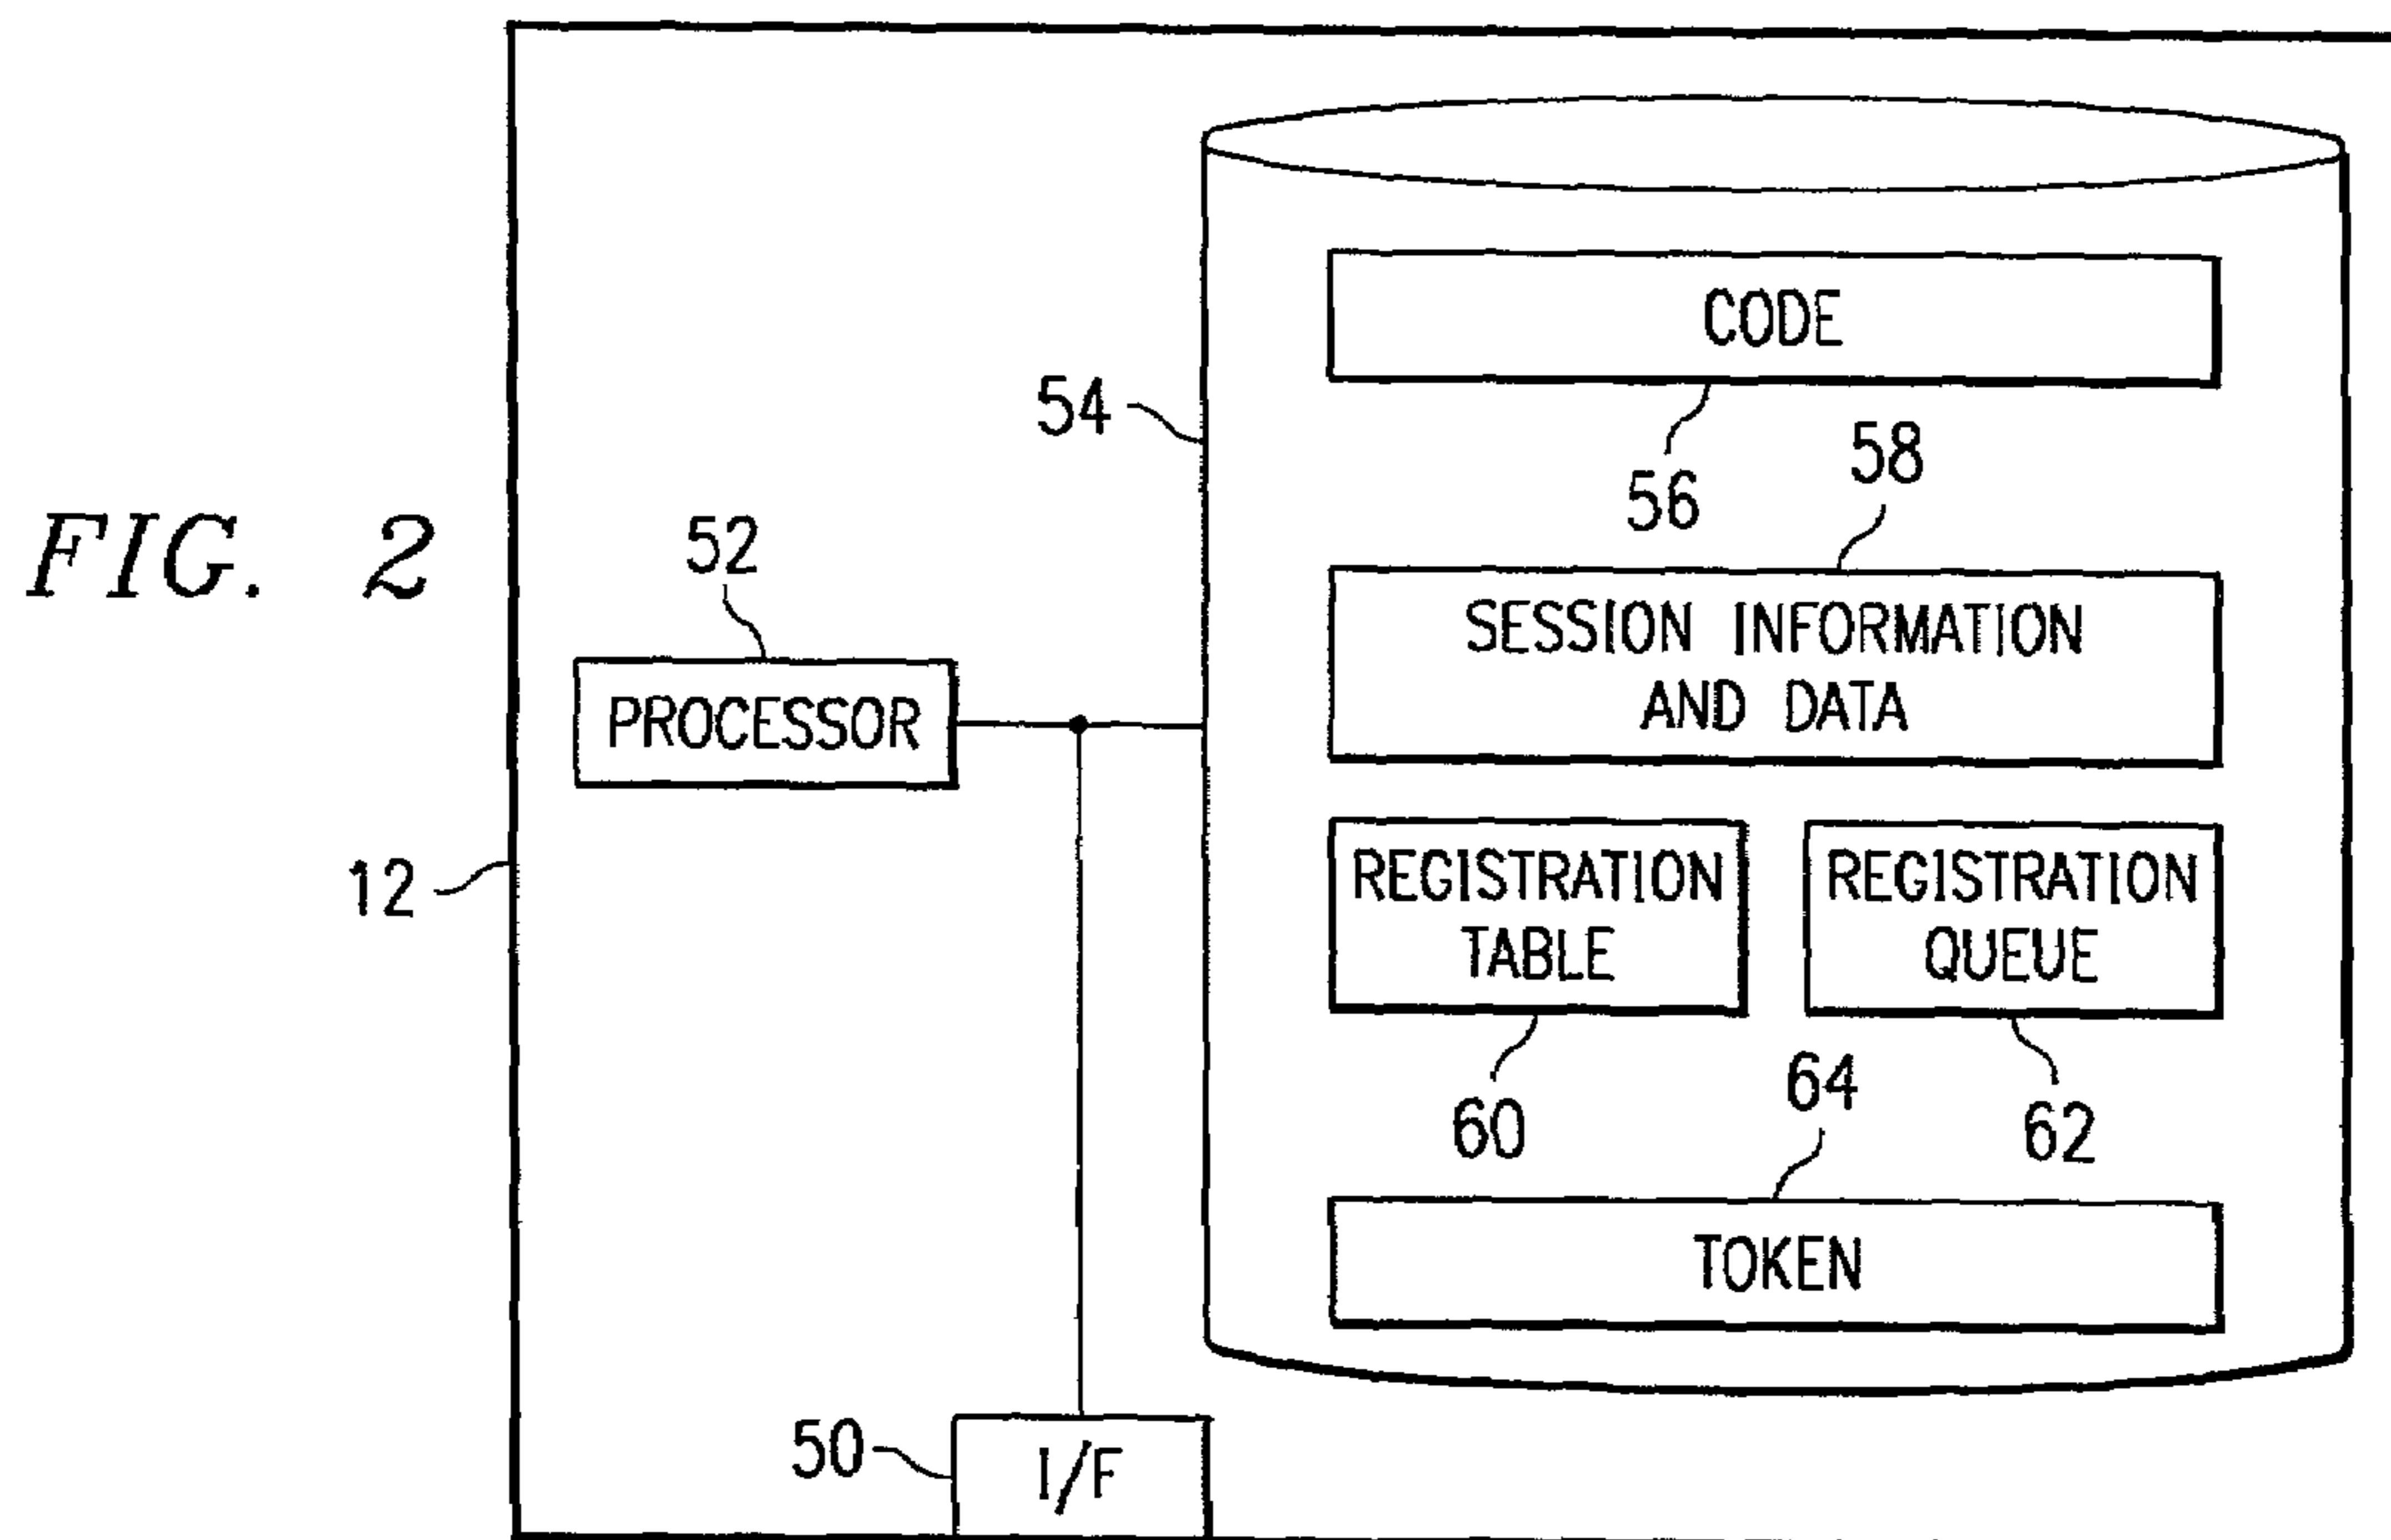 FIG. 2
12
52
PROCESSOR
54
CODE
56
58
SESSION INFORMATION
AND DATA
REGISTRATION
TABLE
60
REGISTRATION
QUEUE
62
64
TOKEN
50
I/F